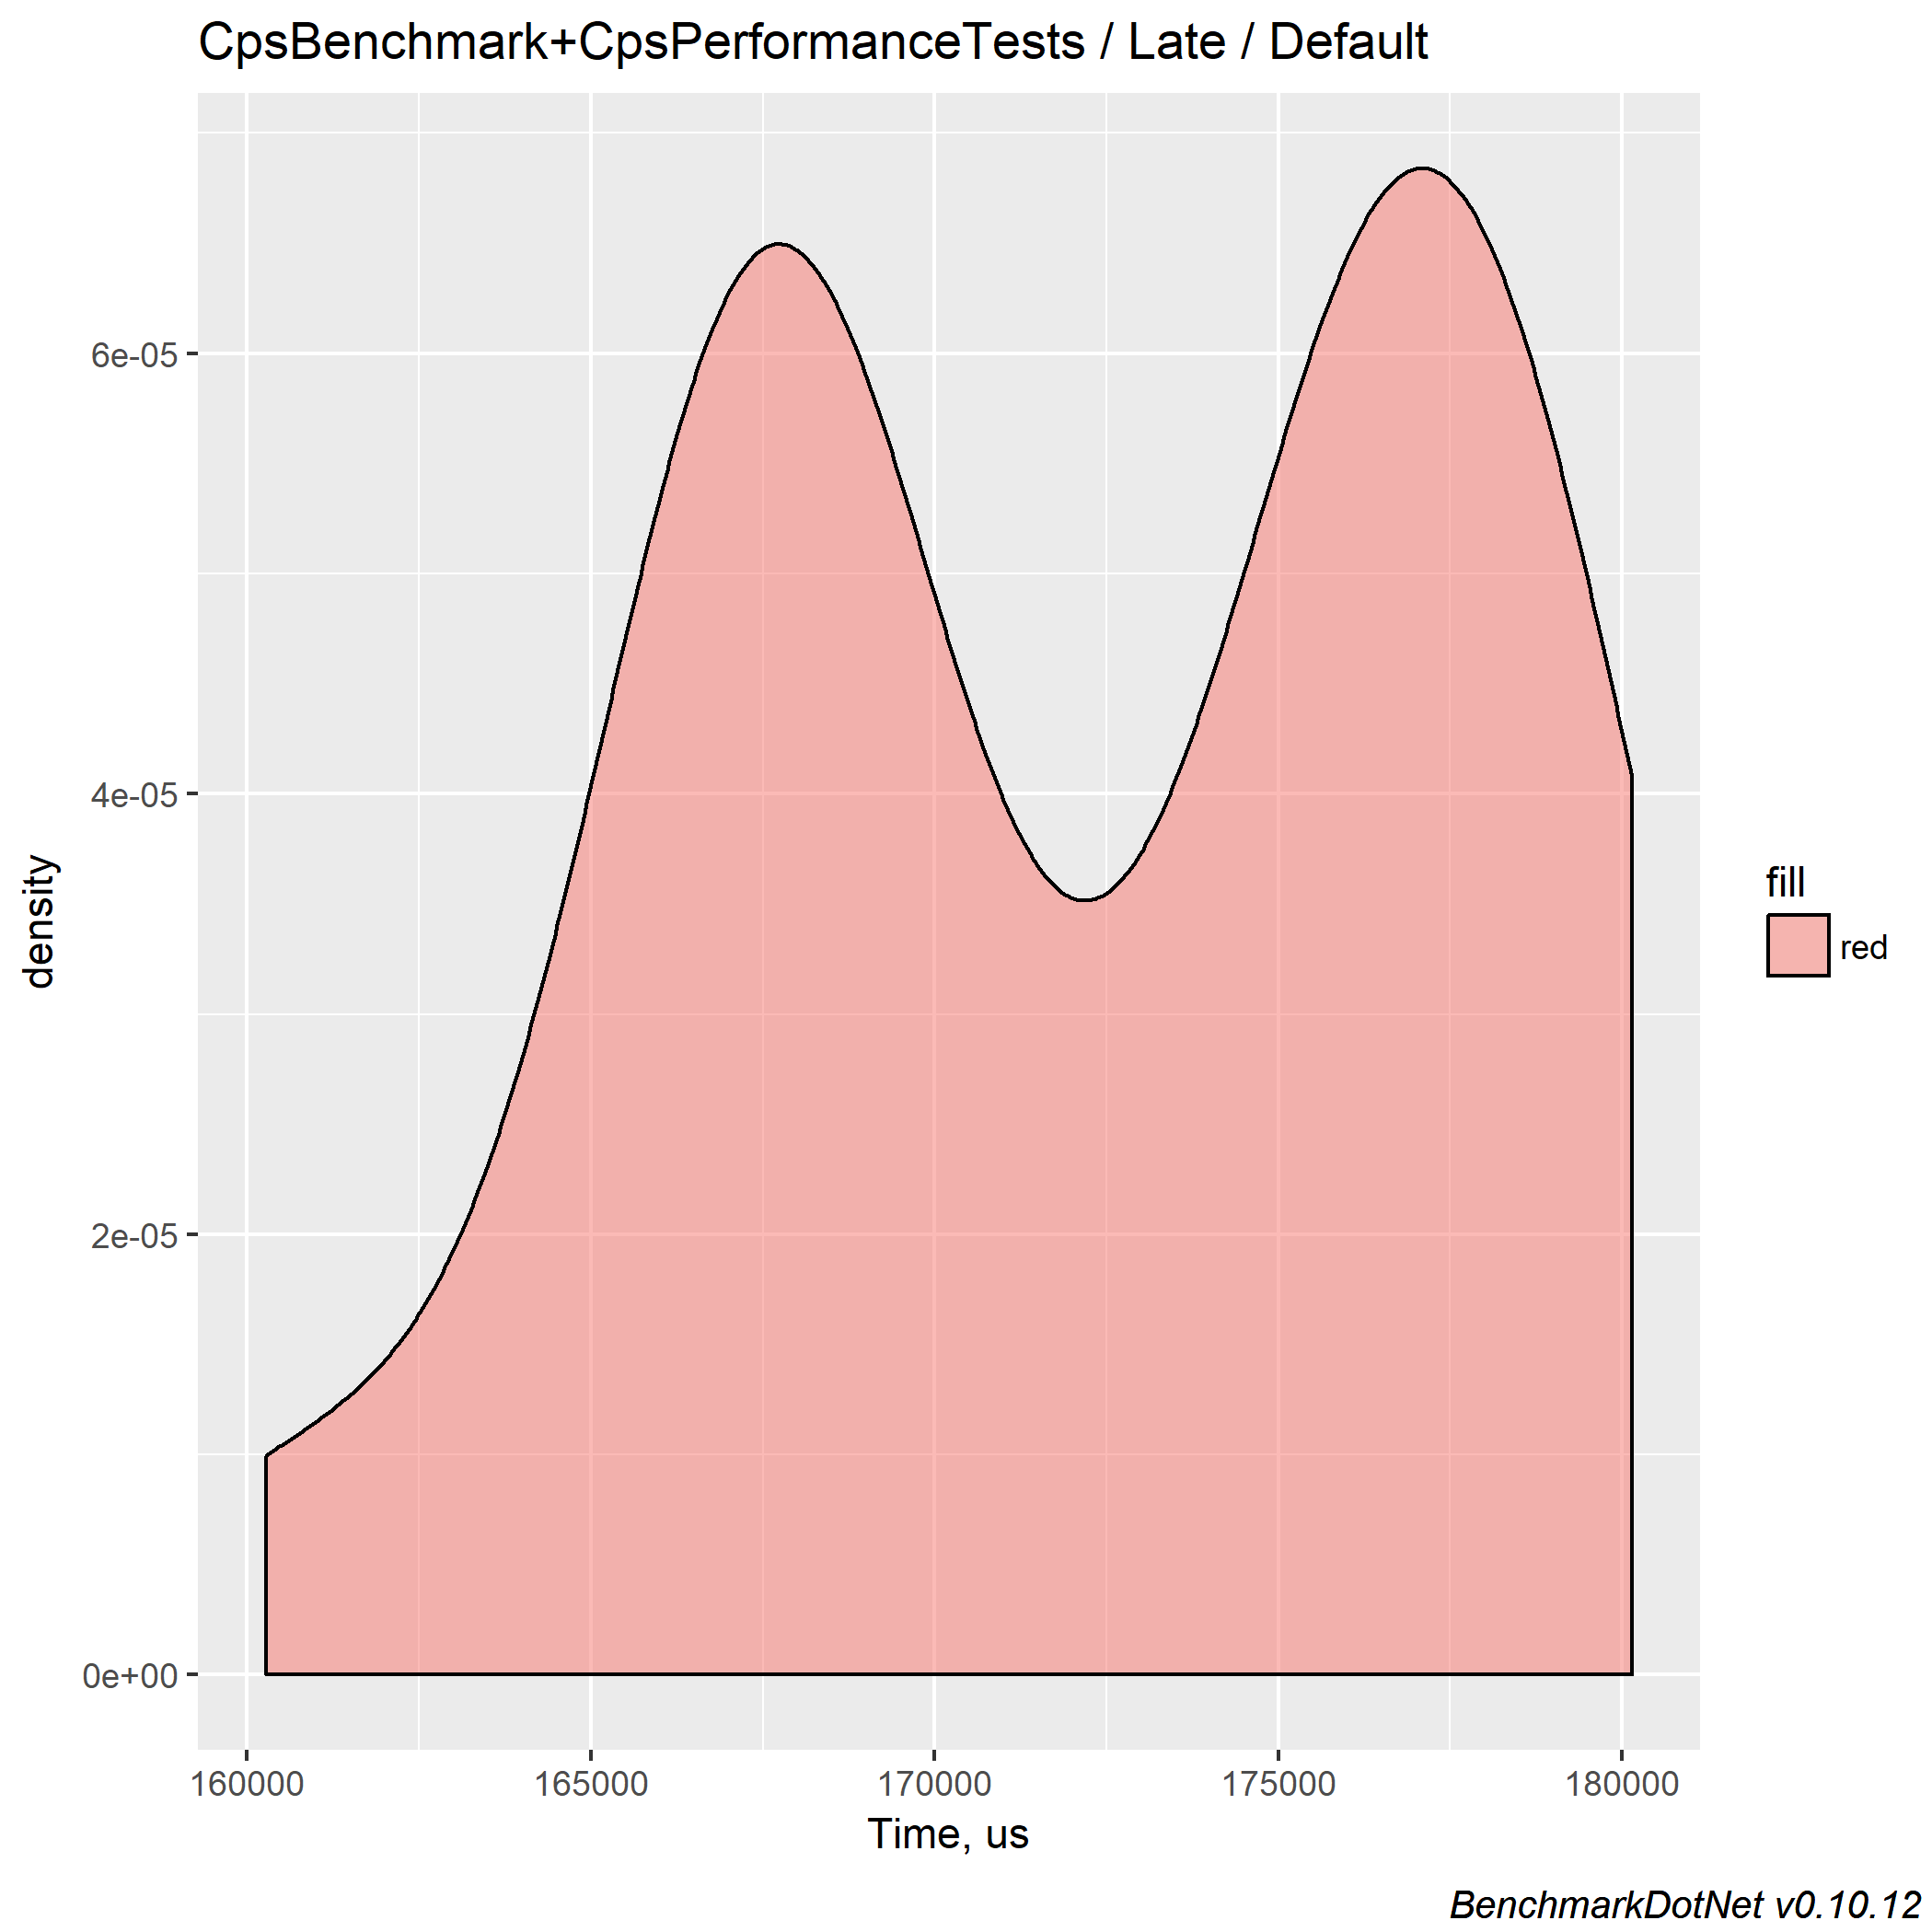 CpsBenchmark+CpsPerformanceTests / Late / Default
6e-05
4e-05
2e-05
0e+00
density
160000 165000 170000 175000 180000
Time, us
fill
red
BenchmarkDotNet v0.10.12